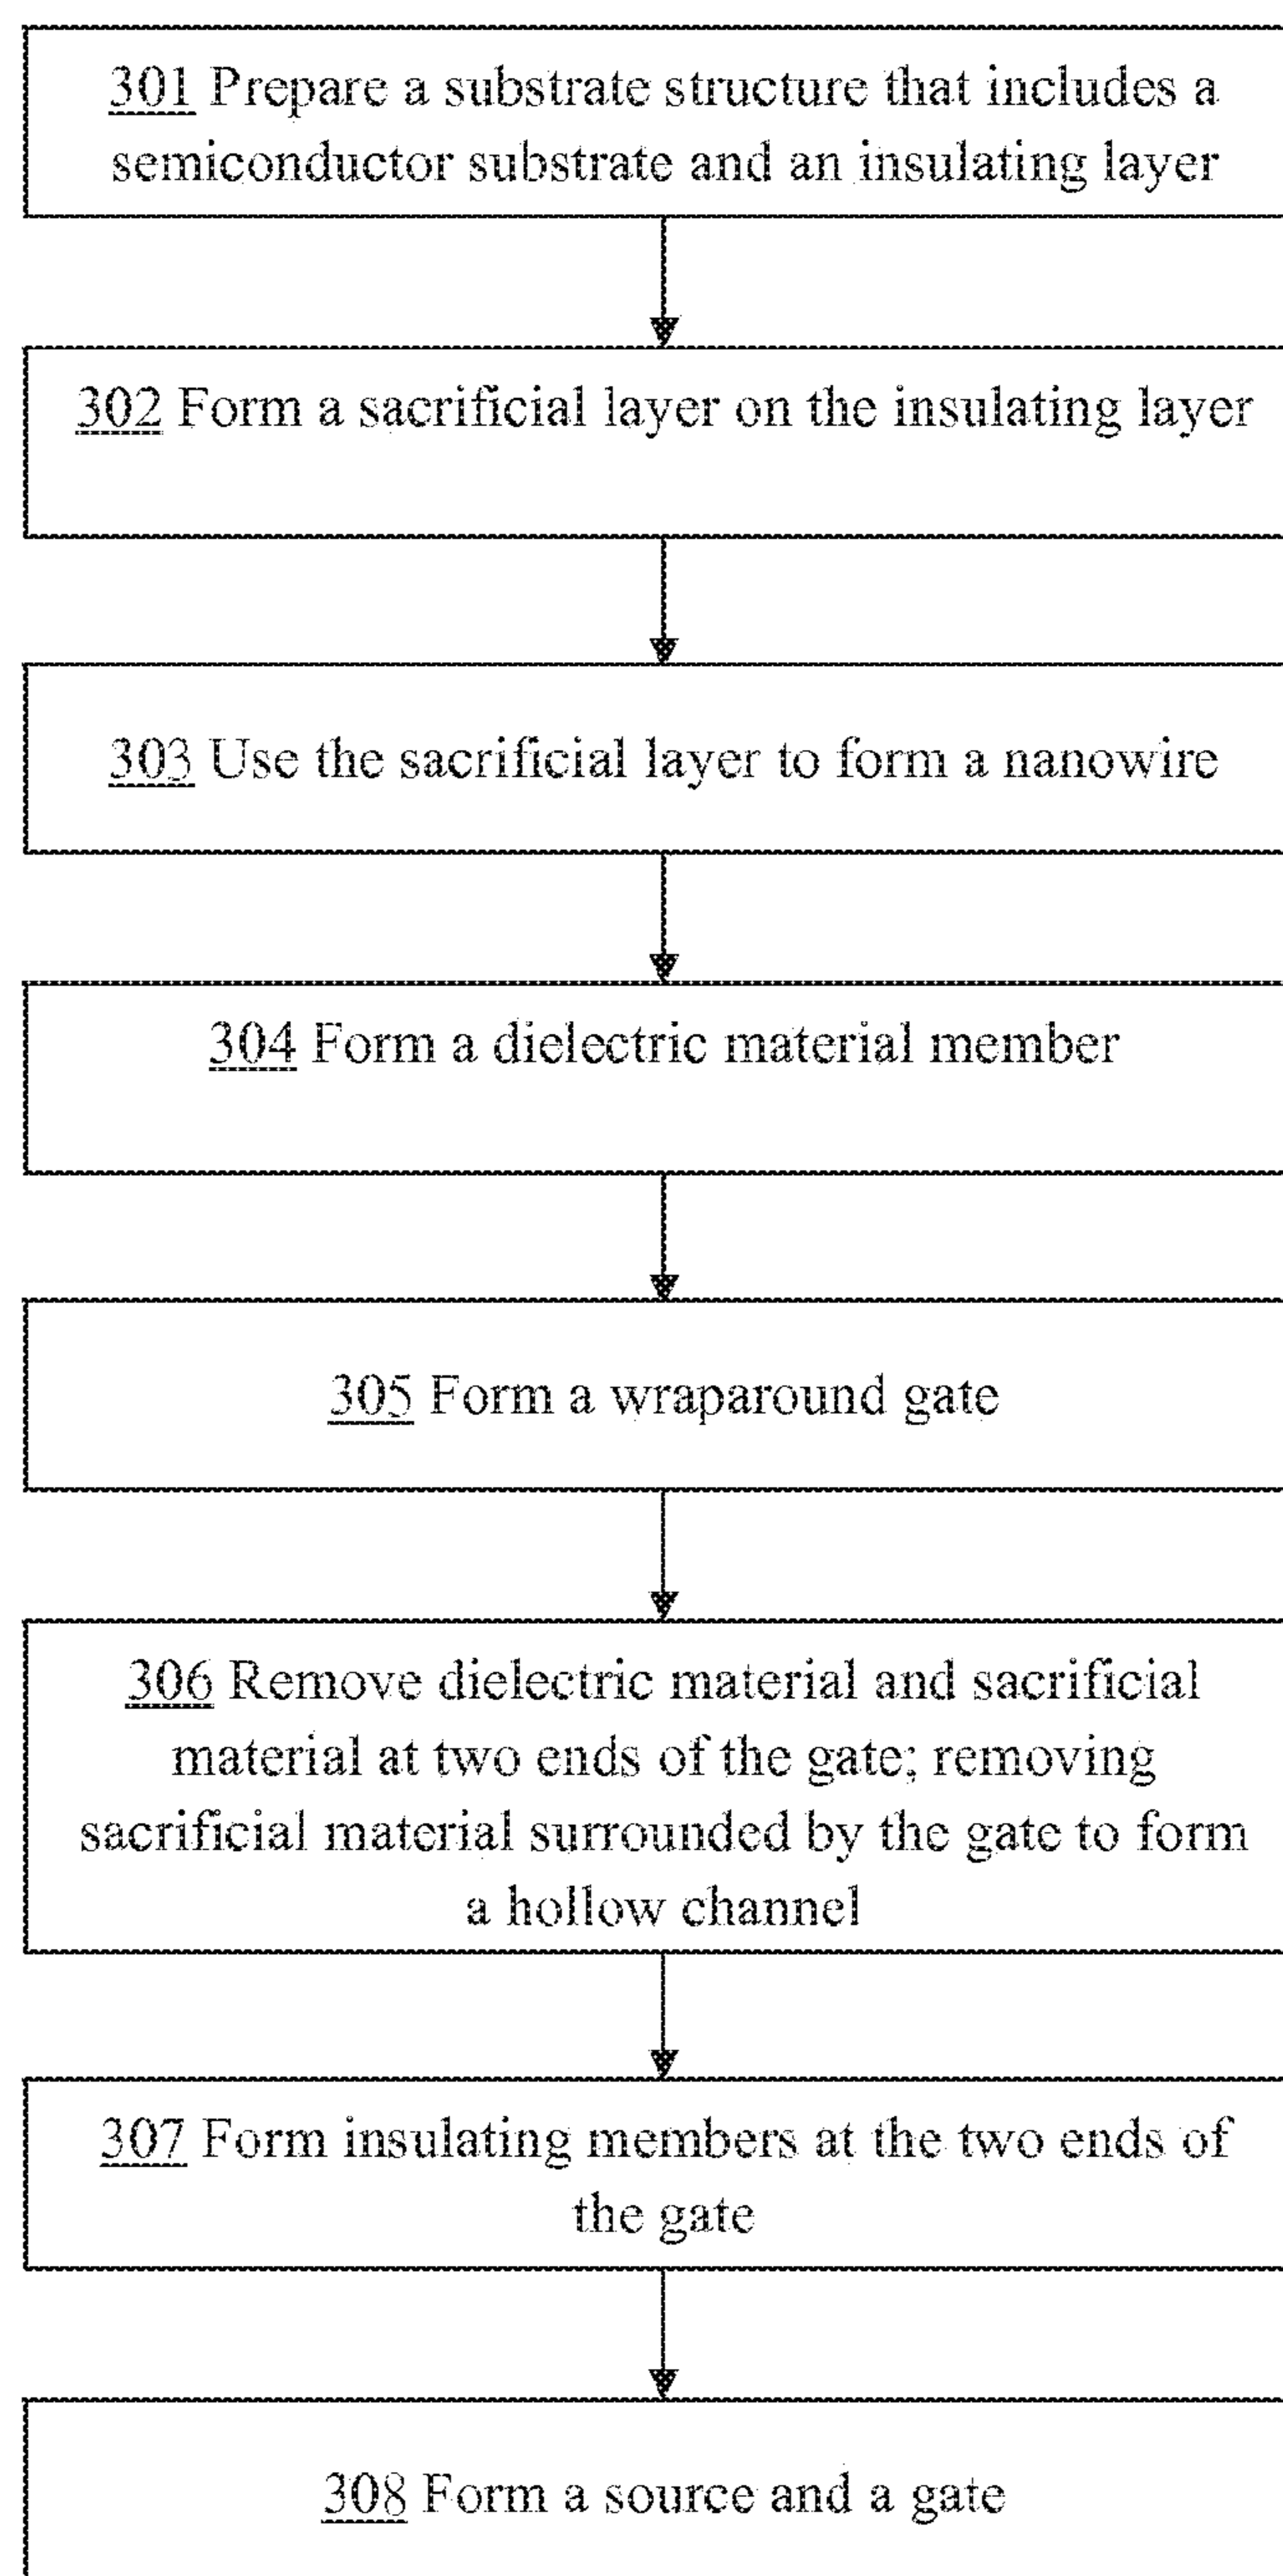 301 Prepare a substrate structure that includes a
semiconductor substrate and an insulating layer
302 Form a sacrificial layer on the insulating layer
303 Use the sacrificial layer to form a nanowire
304 Form a dielectric material member
305 Form a wraparound gate
306 Remove dielectric material and sacrificial
material at two ends of the gate; removing
sacrificial material surrounded by the gate to form
a hollow channel
307 Form insulating members at the two ends of
the gate
308 Form a source and a gate